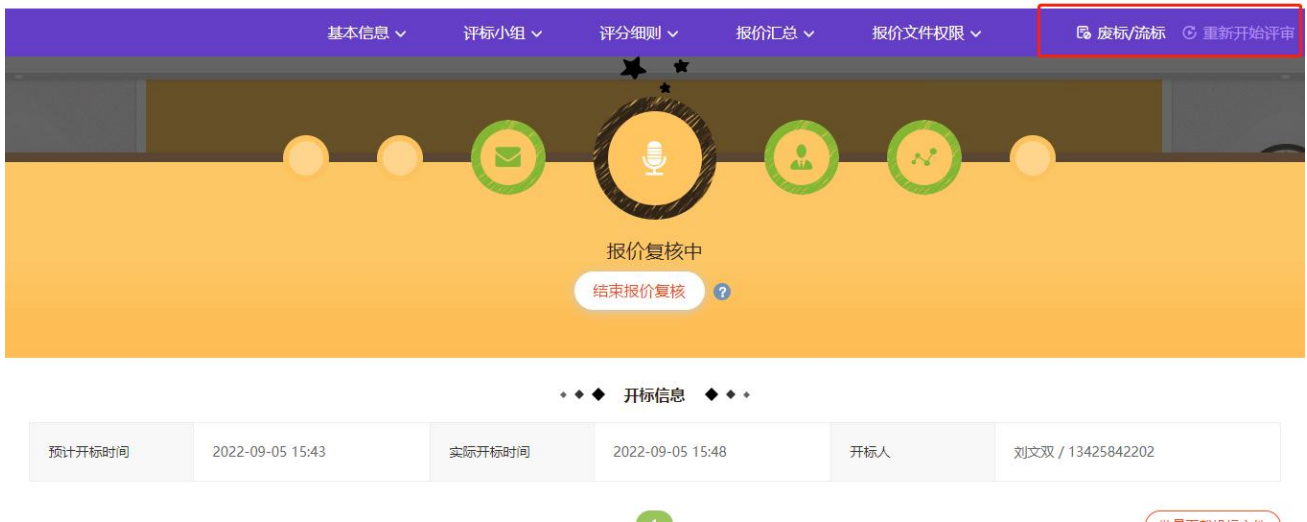 基本信息 评标小组 评分细则 报价汇总 报价文件权限 废标/流标 重新开始评审
报价复核中
结束报价复核 ?
开标信息
预计开标时间 2022-09-05 15:43 实际开标时间 2022-09-05 15:48 开标人 刘文双 / 13425842202